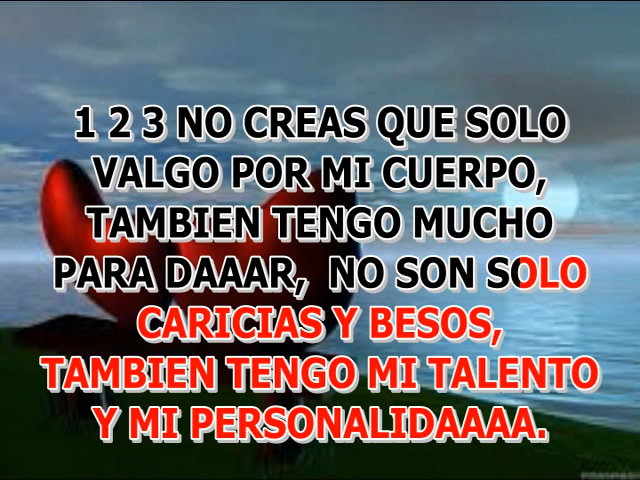 1 2 3 NO CREAS QUE SOLO
VALGO POR MI CUERPO,
TAMBIEN TENGO MUCHO
PARA DAAAR,  NO SON SOLO
CARICIAS Y BESOS,
TAMBIEN TENGO MI TALENTO
Y MI PERSONALIDAAAA.